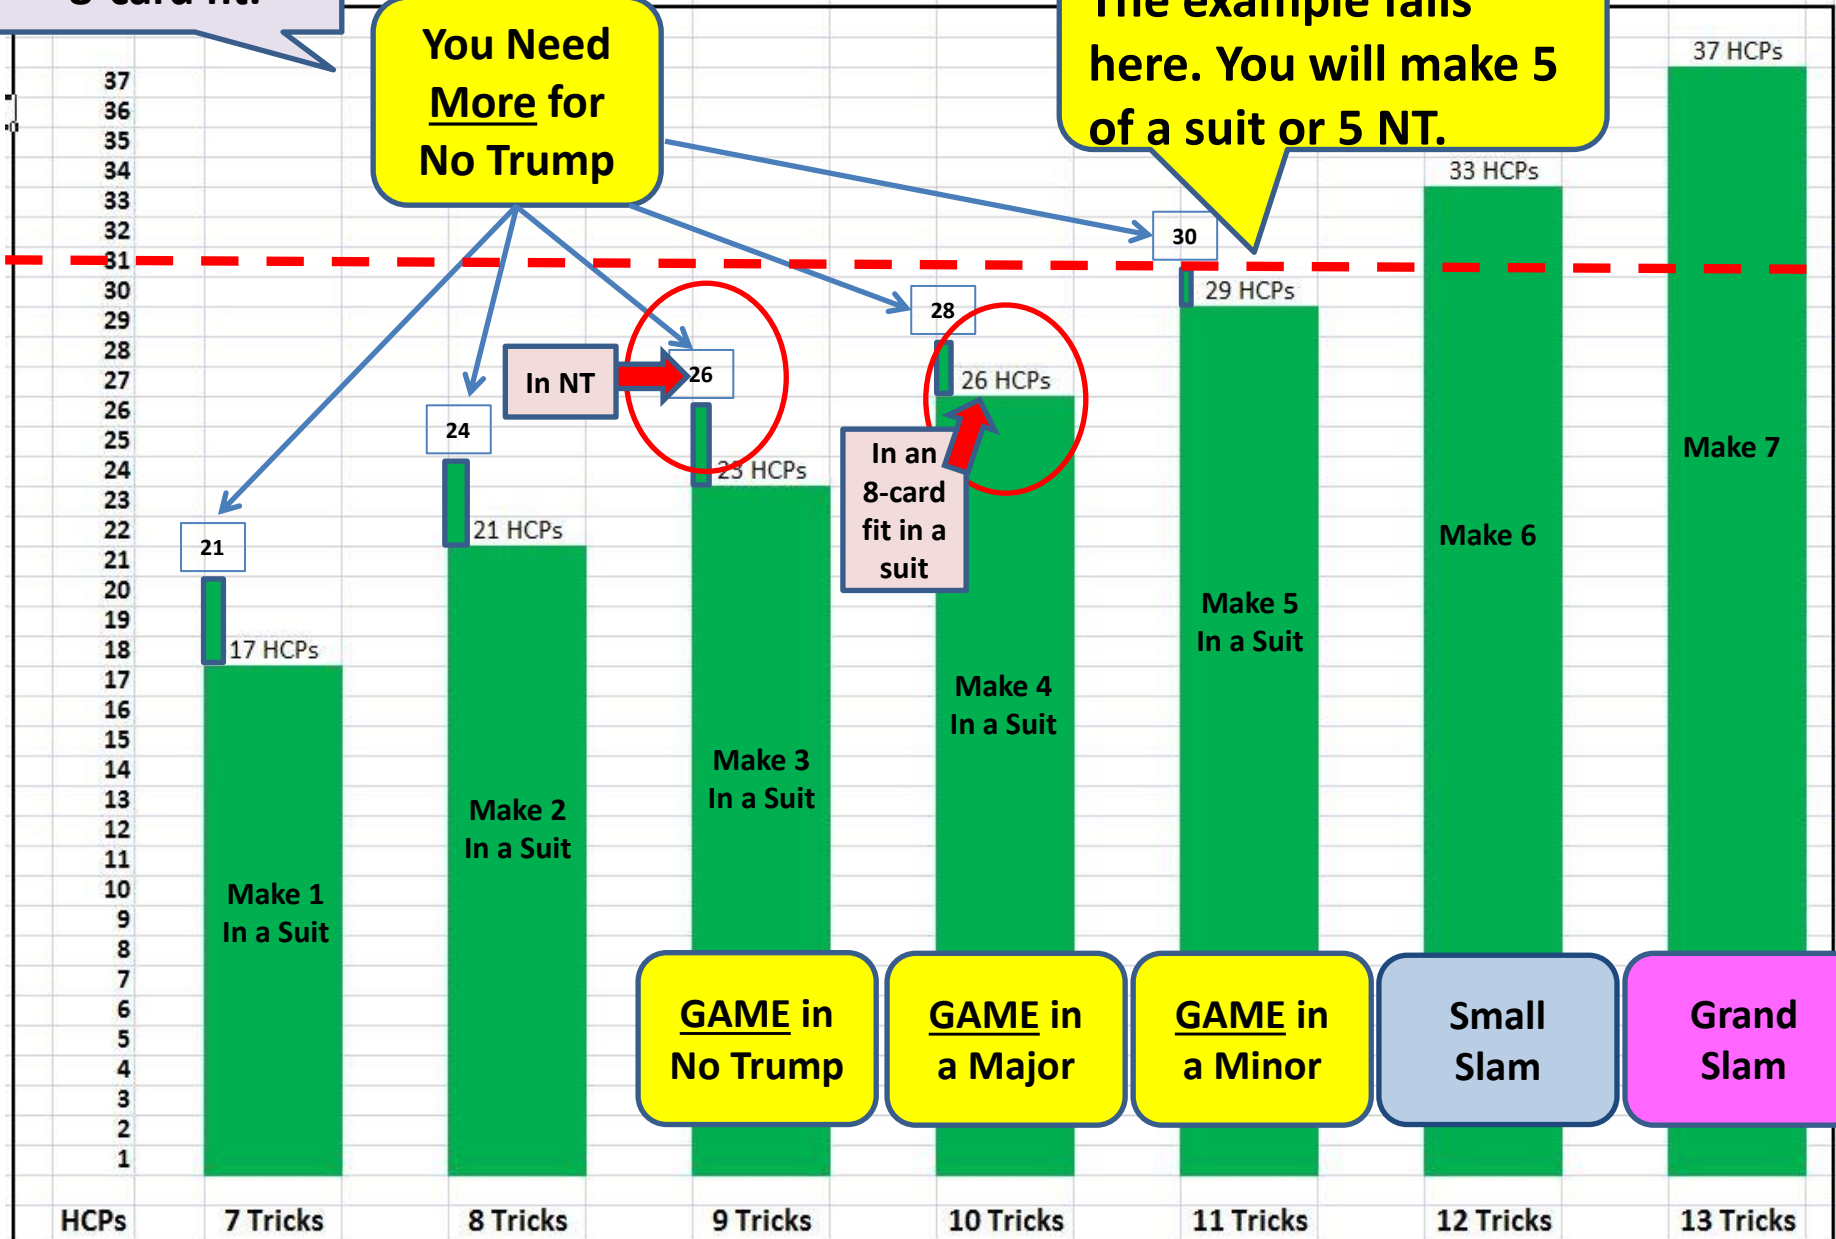 8-card fit.
You Need
More for
No Trump
The example falls
here. You will make 5
of a suit or 5 NT.
37 HCPs
33 HCPs
30
29 HCPs
28
26 HCPs
In NT
26
23 HCPs
24
21 HCPs
21
17 HCPs
In an
8-card
fit in a
suit
37
36
35
34
33
32
31
30
29
28
27
26
25
24
23
22
21
20
19
18
17
16
15
14
13
12
11
10
9
8
7
6
5
4
3
2
1
Make 1
In a Suit
Make 2
In a Suit
Make 3
In a Suit
Make 4
In a Suit
Make 5
In a Suit
Make 6
Make 7
GAME in
No Trump
GAME in
a Major
GAME in
a Minor
Small
Slam
Grand
Slam
HCPs 7 Tricks 8 Tricks 9 Tricks 10 Tricks 11 Tricks 12 Tricks 13 Tricks